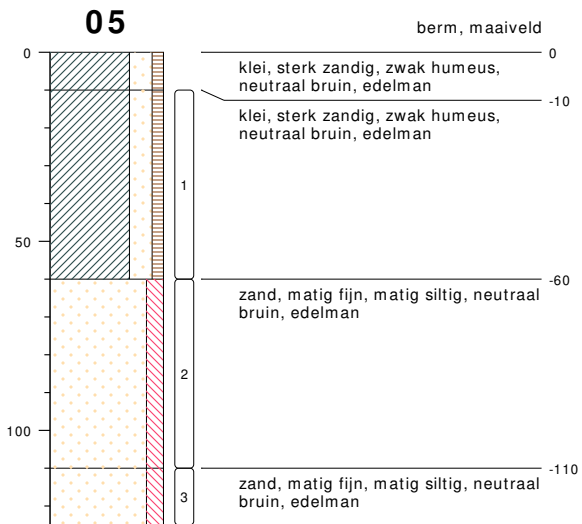 05
berm, maaiveld
0
0
klei, sterk zandig, zwak humeus,
neutraal bruin, edelman
-10
klei, sterk zandig, zwak humeus,
neutraal bruin, edelman
1
50
-60
zand, matig fijn, matig siltig, neutraal
bruin, edelman
2
100
-110
zand, matig fijn, matig siltig, neutraal
bruin, edelman
3